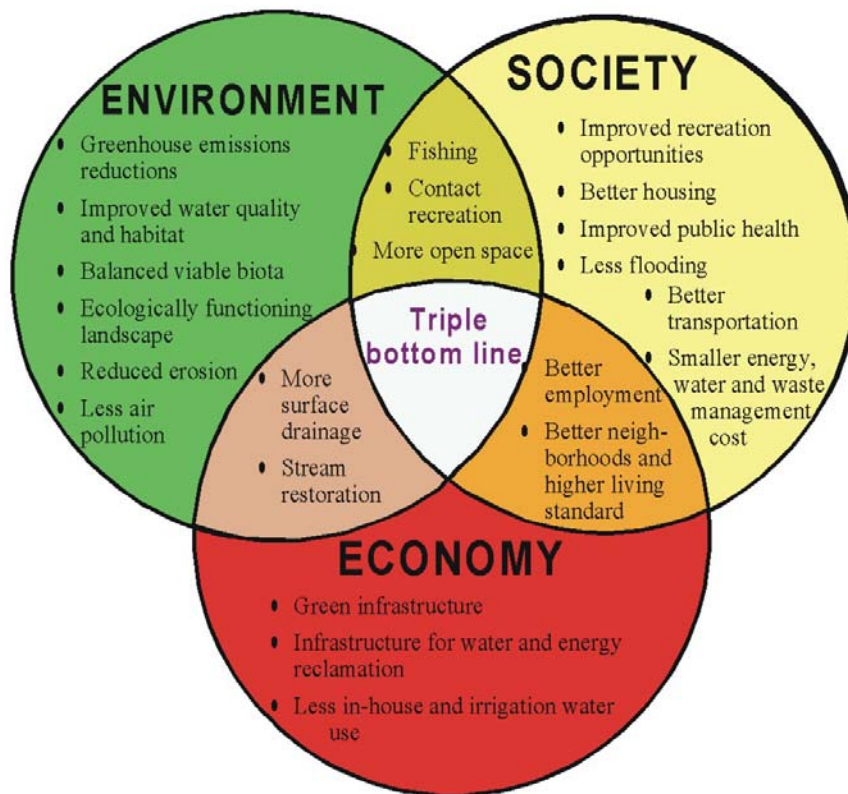 ENVIRONMENT
• Greenhouse emissions
reductions
• Improved water quality
and habitat
• Balanced viable biota
• Ecologically functioning
landscape
• Reduced erosion
• Less air
pollution
SOCIETY
• Improved recreation
opportunities
• Better housing
• Improved public health
• Less flooding
• Better
transportation
• Smaller energy,
water and waste
management
cost
• Fishing
• Contact
recreation
• More open space
Triple
bottom line
• More
surface
drainage
• Stream
restoration
• Better
employment
• Better neigh-
borhoods and
higher living
standard
ECONOMY
• Green infrastructure
• Infrastructure for water and energy
reclamation
• Less in-house and irrigation water
use